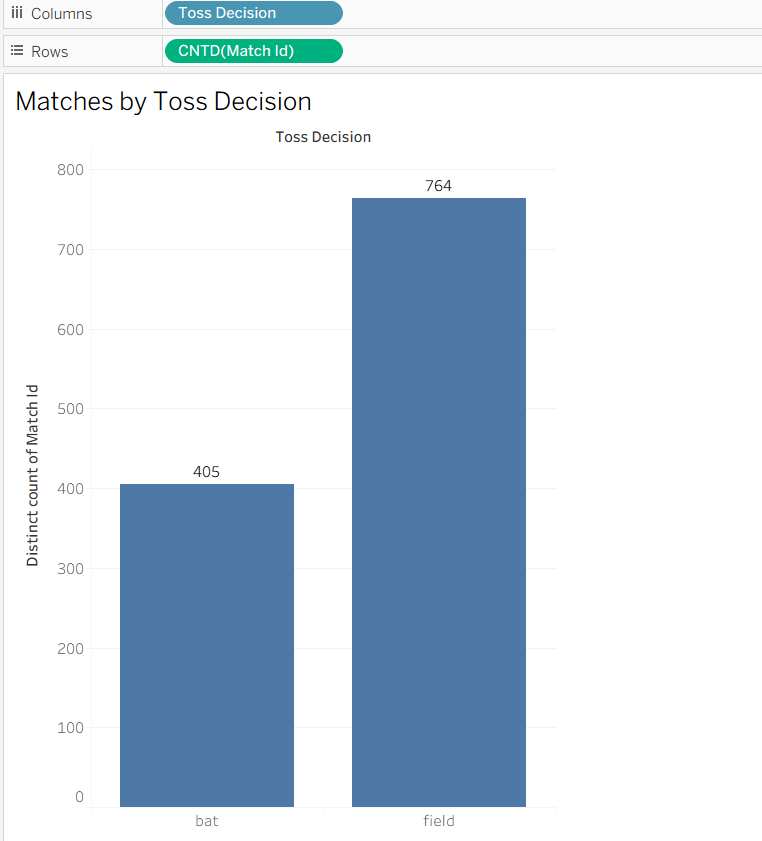 Columns Toss Decision
Rows CNTD(Match Id)
Matches by Toss Decision
Toss Decision
800
764
700
600
500
Distinct count of Match Id
405
400
300
200
100
0
bat field